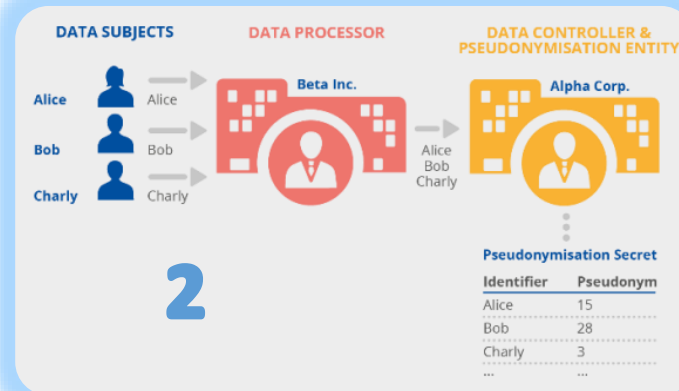 DATA SUBJECTS
DATA PROCESSOR
DATA CONTROLLER &
PSEUDONYMISATION ENTITY
Beta Inc.
Alpha Corp.
Alice
Alice
Bob
Bob
Charly
Charly
Alice
Bob
Charly
2
Pseudonymisation Secret
Identifier Pseudonym
Alice 15
Bob 28
Charly 3
... ...